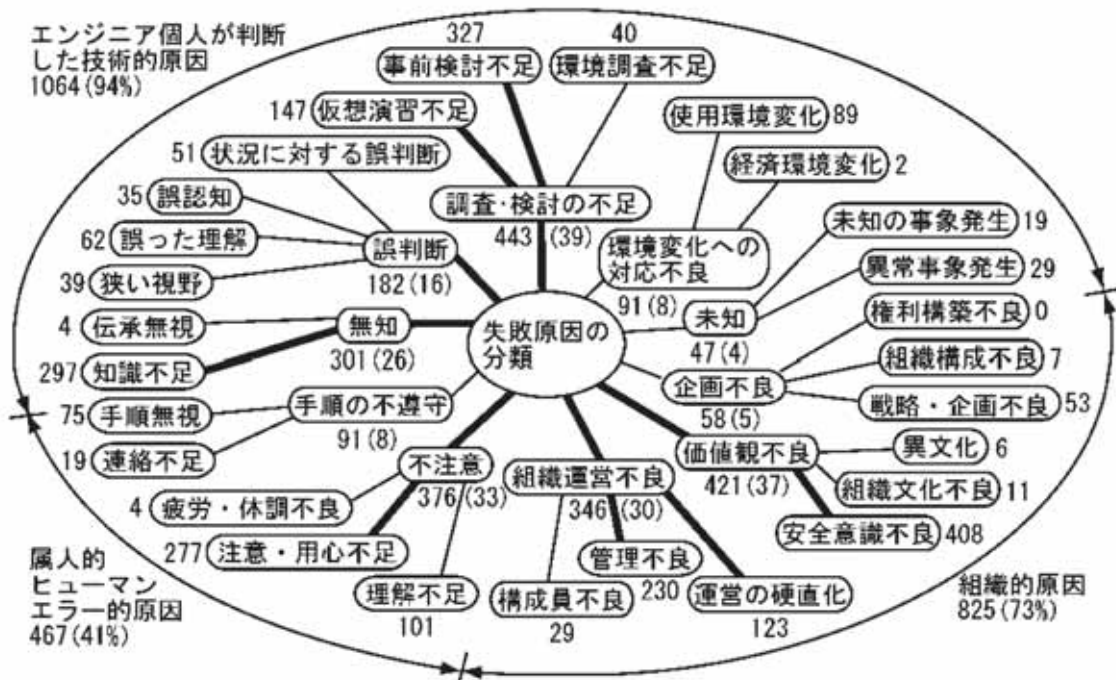 エンジニア個人が判断
した技術的原因
1064(94%)
327
事前検討不足
40
環境調査不足
147 仮想演習不足
使用環境変化 89
51 状況に対する誤判断
経済環境変化 2
35 誤認知
調査・検討の不足
443 (39)
未知の事象発生 19
62 誤った理解
誤判断
182(16)
環境変化への
対応不良
91(8)
異常事象発生 29
39 狭い視野
4 伝承無視
無知
301(26)
失敗原因の
分類
未知
47(4)
権利構築不良 0
組織構成不良 7
297 知識不足
企画不良
58(5)
戦略・企画不良 53
75 手順無視
手順の不遵守
91(8)
19 連絡不足
価値観不良
421(37)
異文化 6
不注意
376(33)
組織運営不良
346 (30)
組織文化不良 11
4 疲労・体調不良
安全意識不良 408
277 注意・用心不足
管理不良
230
理解不足
101
構成員不良
29
運営の硬直化
123
属人的
ヒューマン
エラー的原因
467(41%)
組織的原因
825(73%)